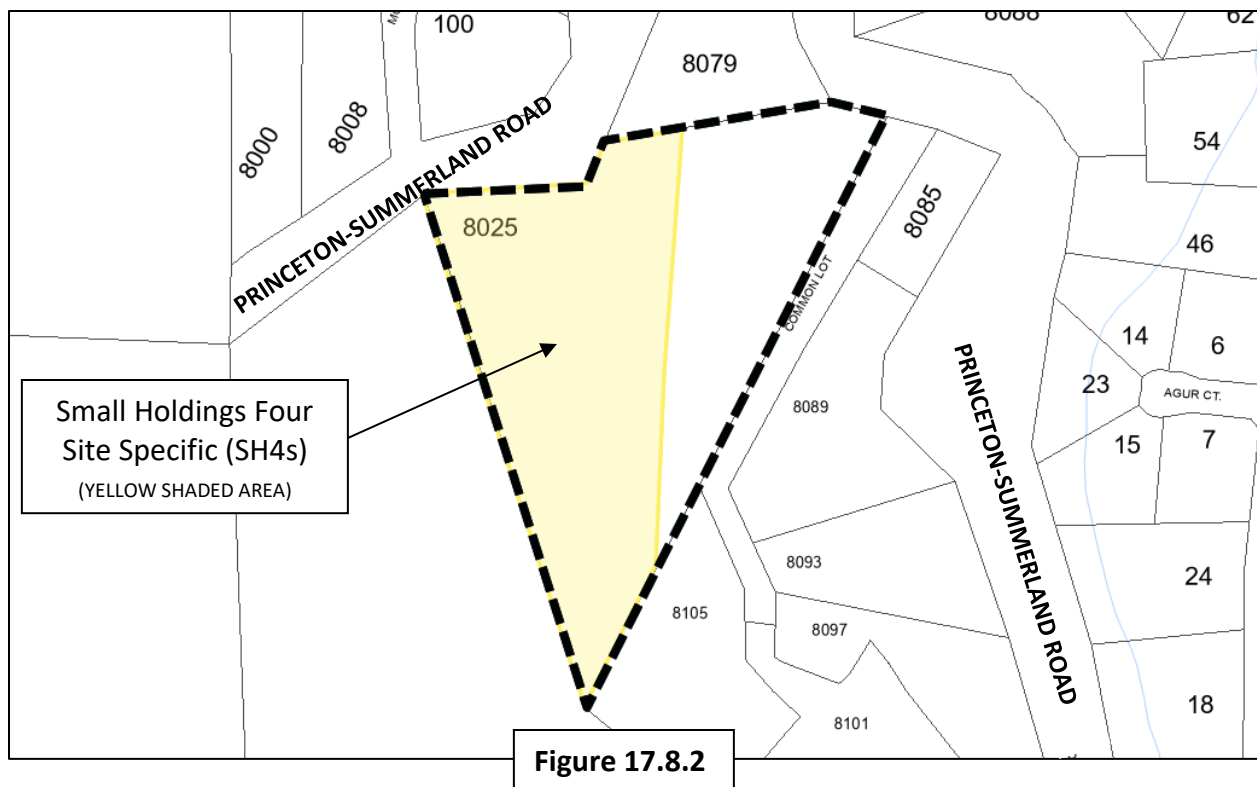 8088
62
100
8079
8000
8008
PRINCETON-SUMMERLAND ROAD
54
8025
8085
46
COMMON LOT
14
6
23
AGUR CT.
PRINCETON-SUMMERLAND ROAD
Small Holdings Four
Site Specific (SH4s)
(YELLOW SHADED AREA)
8089
15
7
8093
24
8105
8097
18
8101
Figure 17.8.2